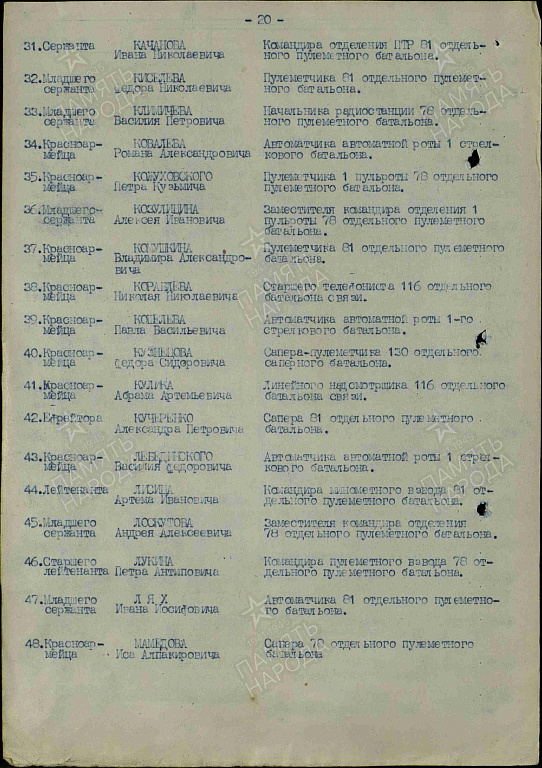 - 20 -
31. Сержанта КАЧАНОВА Командира отделения ПТР 81 отдель-
Ивана Николаевича ного пулеметного батальона.
32. Младшего КИСЕЛЕВА Пулеметчика 81 отдельного пулемет-
сержанта Федора Николаевича ного батальона.
33. Младшего КЛИМИЧЕВА Начальника радиостанции 78 отдель-
сержанта Василия Петровича ного пулеметного батальона.
34. Красноар- КОВАЛЕВА Автоматчика автоматной роты 1 стрел-
мейца Романа Александровича кового батальона.
35. Красноар- КОЖУХОВСКОГО Пулеметчика 1 пульроты 78 отдельного
мейца Петра Кузьмича пулеметного батальона.
36. Младшего- КОЗУЛИЦИНА Заместителя командира отделения 1
сержанта Алексея Ивановича пульроты 78 отдельного пулеметного
батальона.
37. Красноар- КОКУШКИНА Пулеметчика 81 отдельного пулеметного
мейца Владимира Александро- батальона.
вича
38. Красноар- КОРАБЛЕВА Старшего телефониста 116 отдельного
мейца Николая Николаевича батальона связи.
39. Красноар- Автоматчика автоматной роты 1-го
мейца Павла Васильевича стрелкового батальона.
40. Красноар- КУЗНЕЦОВА Сапера-пулеметчика 130 отдельного
мейца Федора Сидоровича саперного батальона.
41. Красноар- КУЛИКА Линейного надсмотрщика 116 отдельного
мейца Абрама Артемьевича батальона связи.
42. Ефрейтора КУЧЕРЕНКО Сапера 81 отдельного пулеметного
Александра Петровича батальона.
43. Красноар- ЛЕБЕДИНСКОГО Автоматчика автоматной роты 1 стрел-
мейца Василия Федоровича кового батальона.
44. Лейтенанта ЛИСИНА Командира минометного взвода 81 от-
Артема Ивановича дельного пулеметного батальона.
45. Младшего ЛОСКУТОВА Заместителя командира отделения
сержанта Андрея Алексеевича 78 отдельного пулеметного батальона.
46. Старшего ЛУКИНА Командира пулеметного взвода 78 от-
лейтенанта Петра Антиповича дельного пулеметного батальона.
47. Младшего Л Я Х Автоматчика 81 отдельного пулеметно-
сержанта Ивана Иосифовича го батальона.
48. Красноар- МАМЕДОВА Сапера 78 отдельного пулеметного
мейца Иса Алпакировича батальона
ПАМЯТЬ
НАРОДА